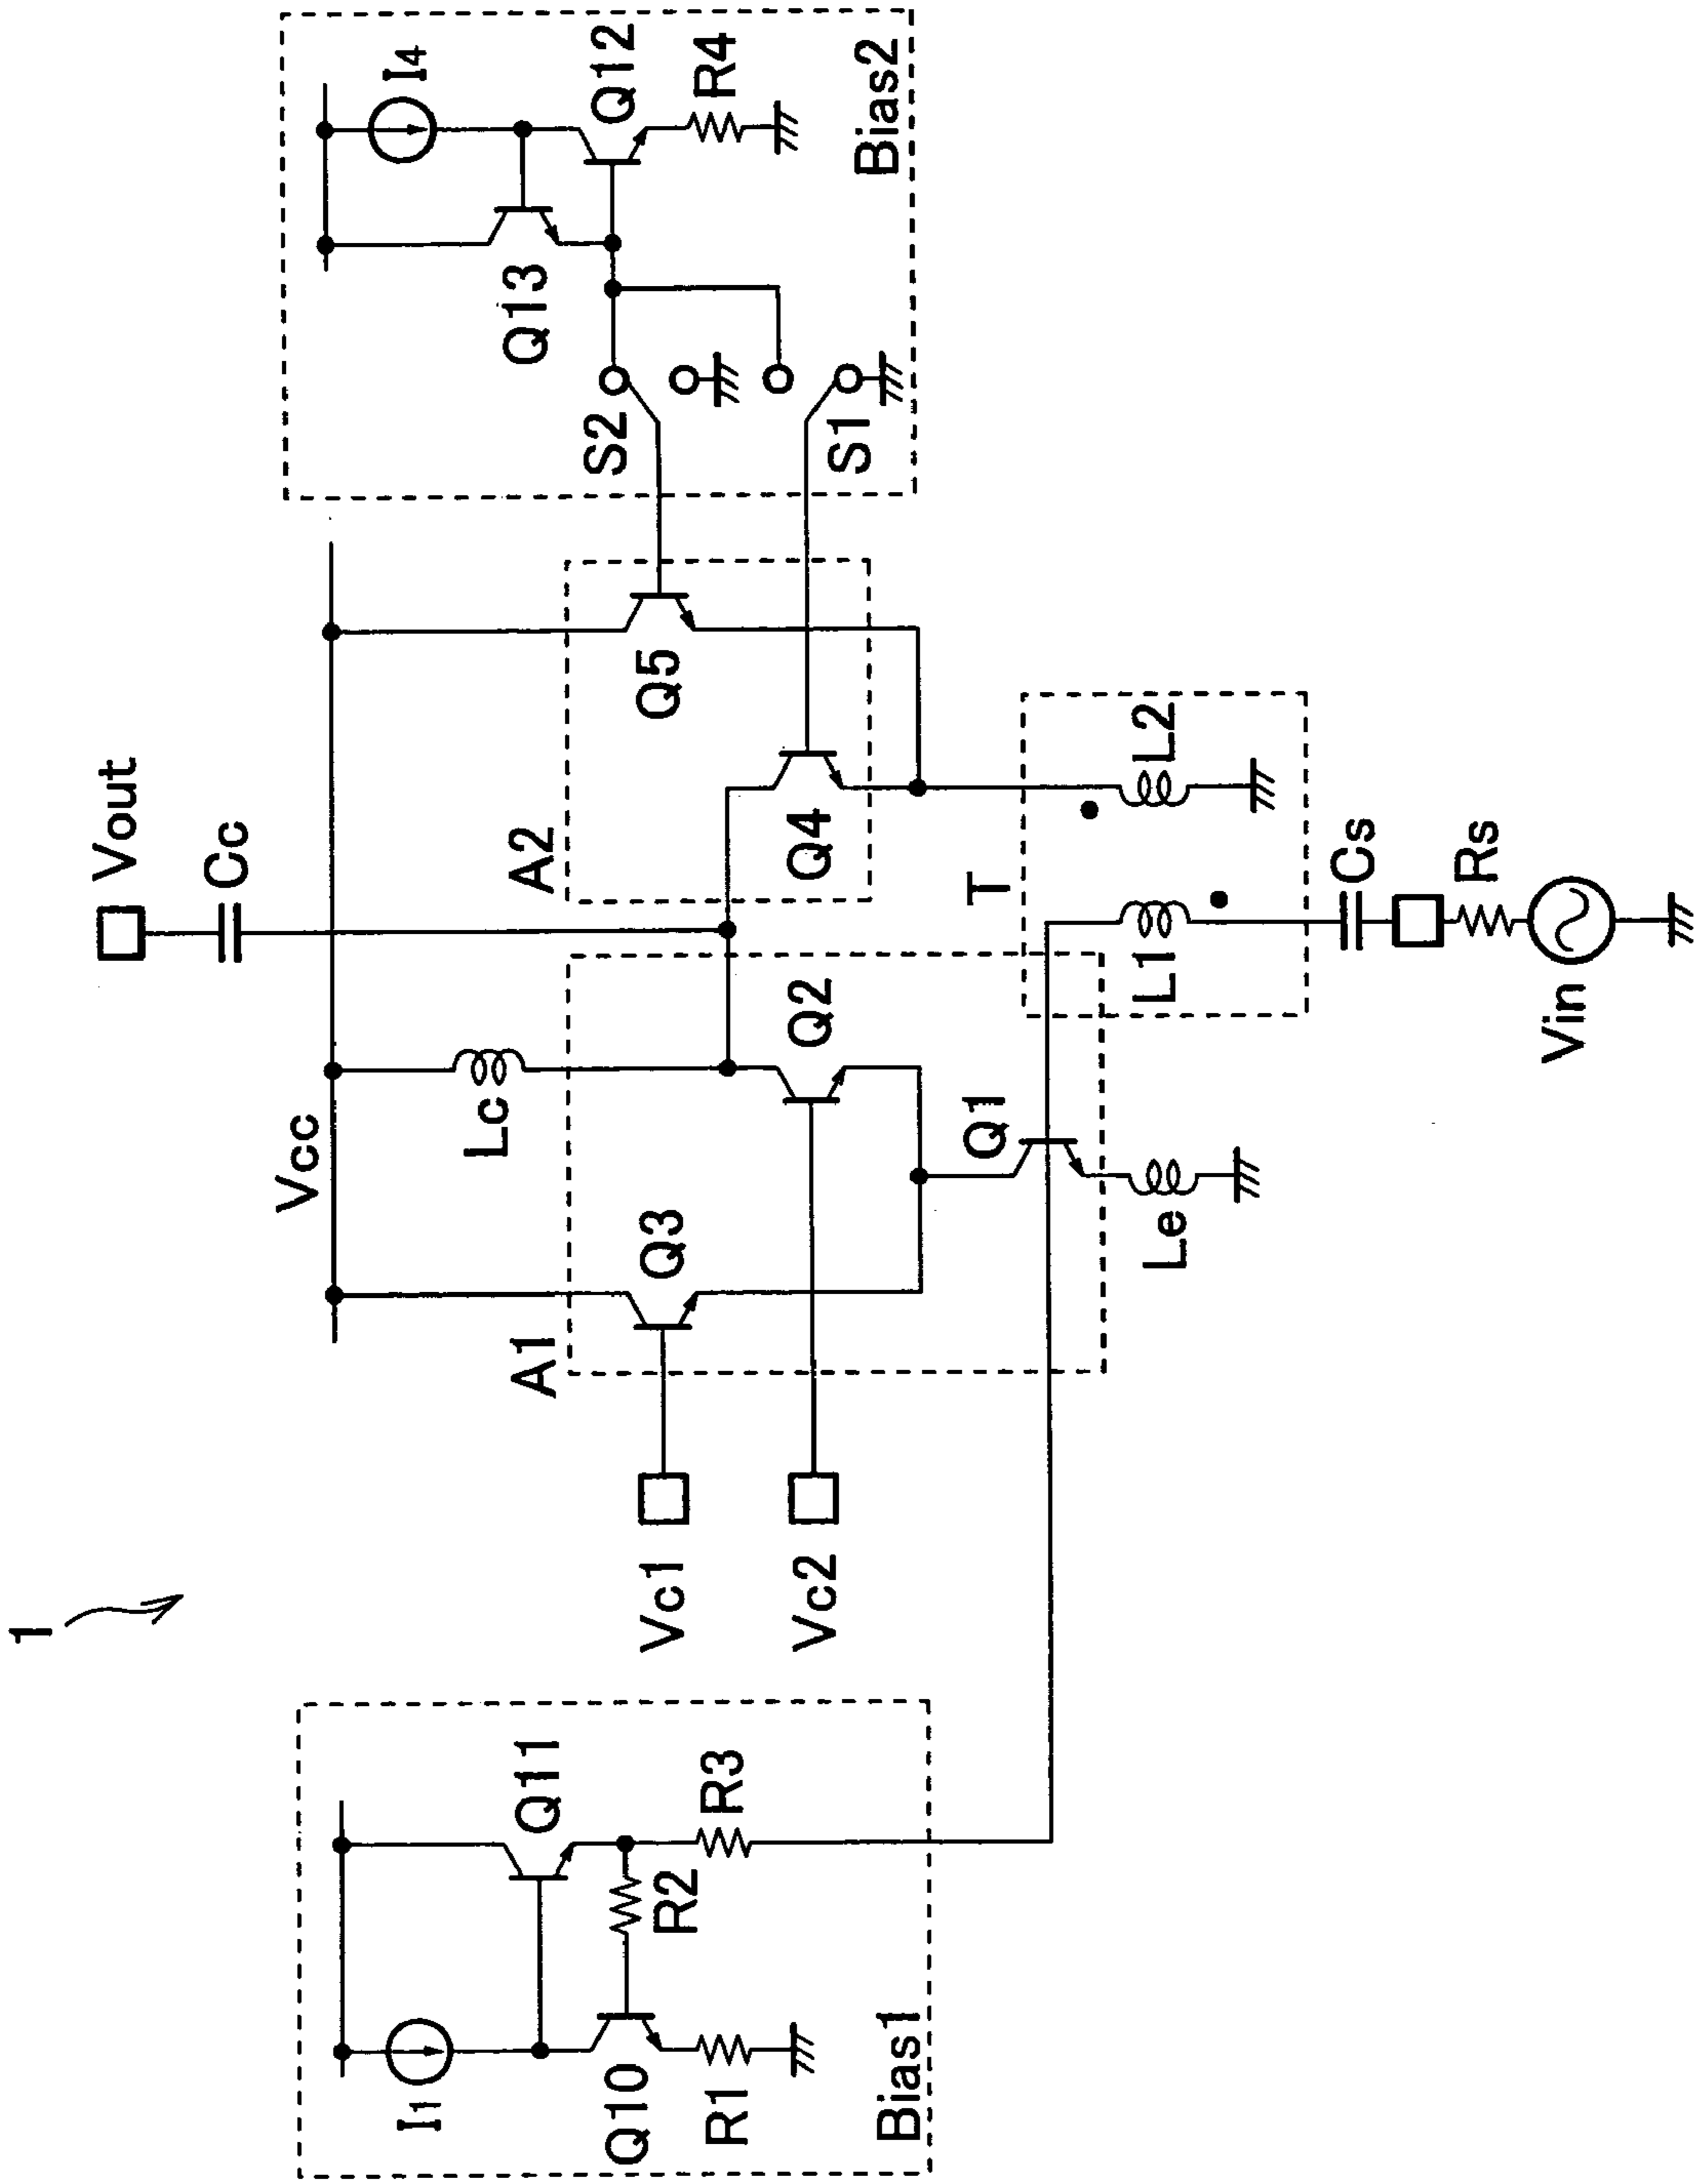 1
Vout
Cc
Vcc
Lc
A1
A2
Vc1
Vc2
Q3
Q2
Q1
Le
Q5
Q4
T
L1
L2
Cs
Rs
Vin
I1
Q11
Q10
R1
R2
R3
Bias1
I4
Q13
Q12
R4
S2
S1
Bias2